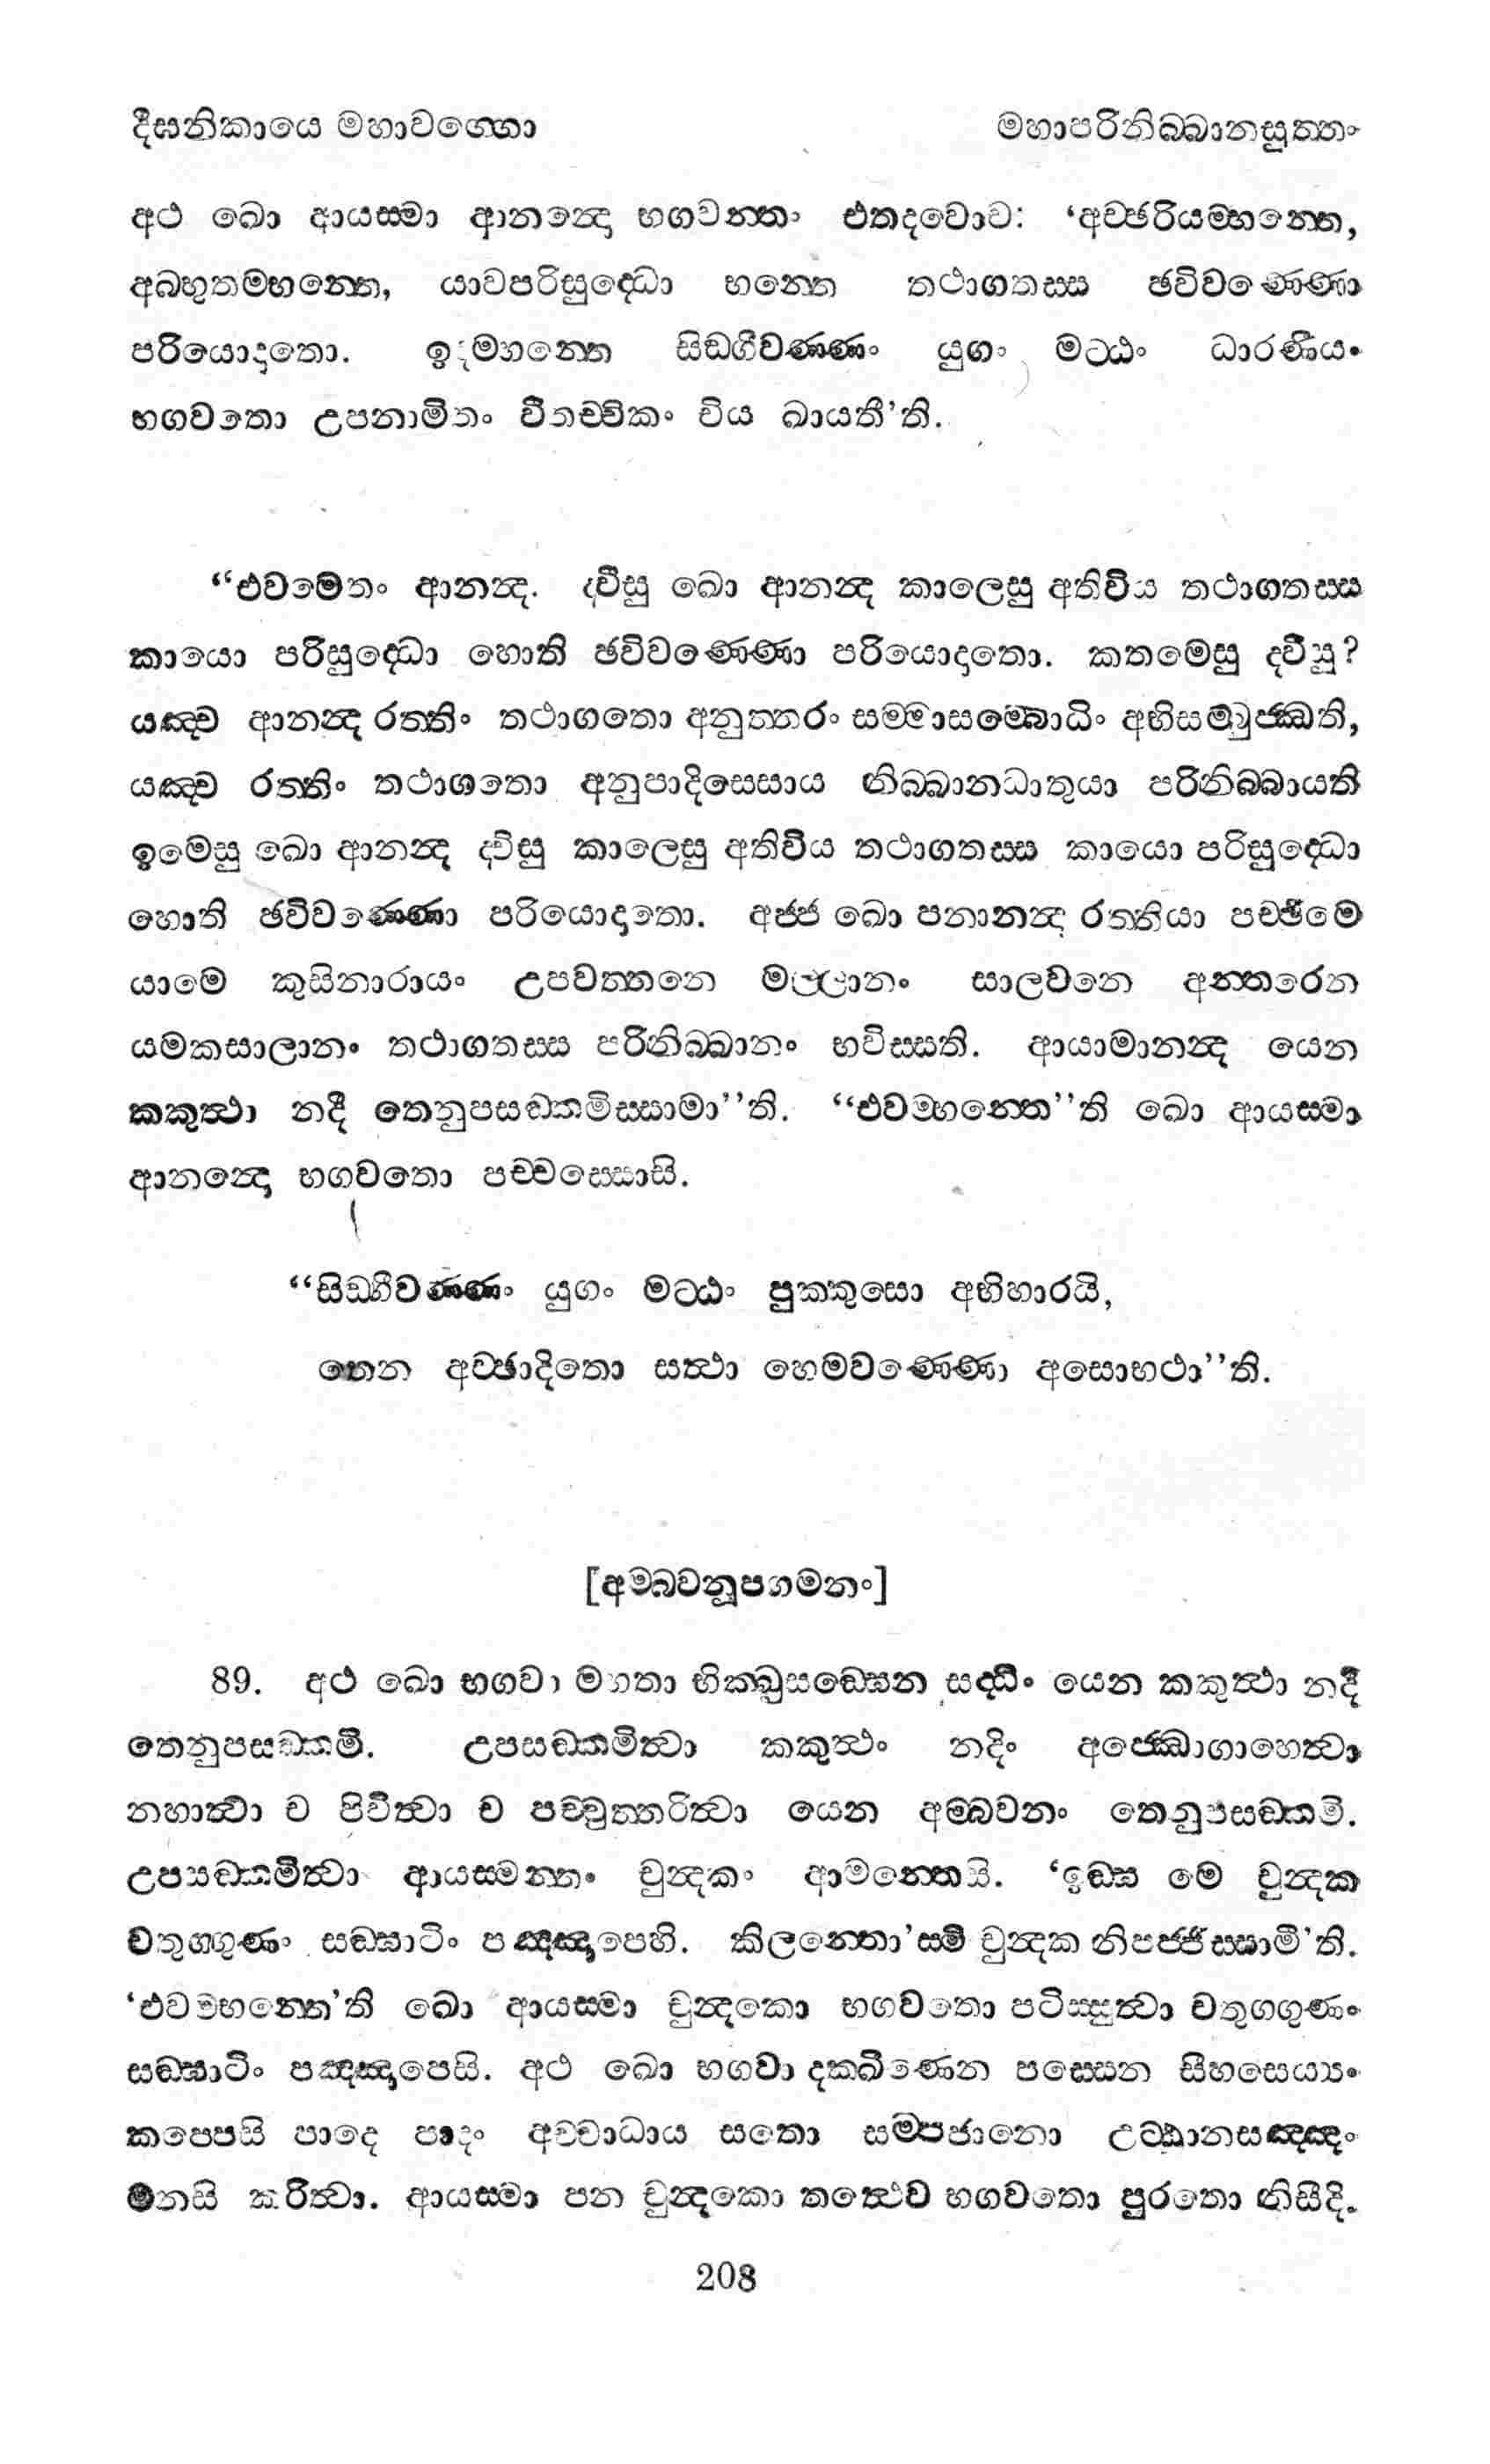 දීඝනිකායෙ මහාවග්ගො
මහාපරිනිබ්බානසුත්තං
අථ ඛො ආයස්මා ආනන්දො භගවන්තං එතදවොච: ‘අච්ඡරියම්භන්තෙ,
අබභුතම්භන්තෙ, යාවපරිසුද්ධො භන්තෙ තථාගතස්ස ඡවිවණ්ණො
පරියොදාතො. ඉදම්භන්තෙ සිඞ්ගීවණ්ණං යුගං මට්ඨං ධාරණීයං
භගවතො උපනාමිතං වීතච්චිකං විය ඛායතී’ති.
“එවමෙතං ආනන්ද. ද්වීසු ඛො ආනන්ද කාලෙසු අතිවිය තථාගතස්ස
කායො පරිසුද්ධො හොති ඡවිවණ්ණො පරියොදාතො. කතමෙසු ද්වීසු?
යඤ්ච ආනන්ද රත්තිං තථාගතො අනුත්තරං සම්මාසම්බොධිං අභිසම්බුජ්ඣති,
යඤ්ච රත්තිං තථාගතො අනුපාදිසෙසාය නිබ්බානධාතුයා පරිනිබ්බායති
ඉමෙසු ඛො ආනන්ද ද්විසු කාලෙසු අතිවිය තථාගතස්ස කායො පරිසුද්ධො
හොති ඡවිවණ්ණො පරියොදාතො. අජ්ජ ඛො පනානන්ද රත්තියා පච්ඡිමෙ
යාමෙ කුසිනාරායං උපවත්තනෙ මල්ලානං සාලවනෙ අන්තරෙන
යමකසාලානං තථාගතස්ස පරිනිබ්බානං භවිස්සති. ආයාමානන්ද යෙන
කකුත්ථා නදී තෙනුපසඞ්කමිස්සාමා”ති. “එවම්භන්තෙ”ති ඛො ආයස්මා
ආනන්දො භගවතො පච්චස්සොසි.
“සිඞ්ගීවණ්ණං යුගං මට්ඨං පුක්කුසො අභිහාරයි,
තෙන අච්ඡාදිතො සත්ථා හෙමවණ්ණො අසොභථා”ති.
[අම්බවනූපගමනං]
89. අථ ඛො භගවා මහතා භික්ඛුසඞ්ඝෙන සද්ධිං යෙන කකුත්ථා නදී
තෙනුපසඞ්කමි. උපසඞ්කමිත්වා කකුත්ථං නදිං අජ්ඣොගාහෙත්වා
නහාත්වා ච පිවිත්වා ච පච්චුත්තරිත්වා යෙන අම්බවනං තෙනුපසඞ්කමි.
උපසඞ්කමිත්වා ආයස්මන්තං චුන්දකං ආමන්තෙසි. ‘ඉඞ්ඝ මෙ චුන්දක
චතුග්ගුණං සඞ්ඝාටිං පඤ්ඤාපෙහි. කිලන්තො’ස්මි චුන්දක නිපජ්ජිස්සාමි’ති.
‘එවම්භන්තෙ’ති ඛො ආයස්මා චුන්දකො භගවතො පටිස්සුත්වා චතුග්ගුණං
සඞ්ඝාටිං පඤ්ඤාපෙසි. අථ ඛො භගවා දක්ඛිණෙන පස්සෙන සීහසෙය්‍යං
කප්පෙසි පාදෙ පාදං අච්චාධාය සතො සම්පජානො උට්ඨානසඤ්ඤං
මනසි කරිත්වා. ආයස්මා පන චුන්දකො තත්ථෙව භගවතො පුරතො නිසීදි.
208